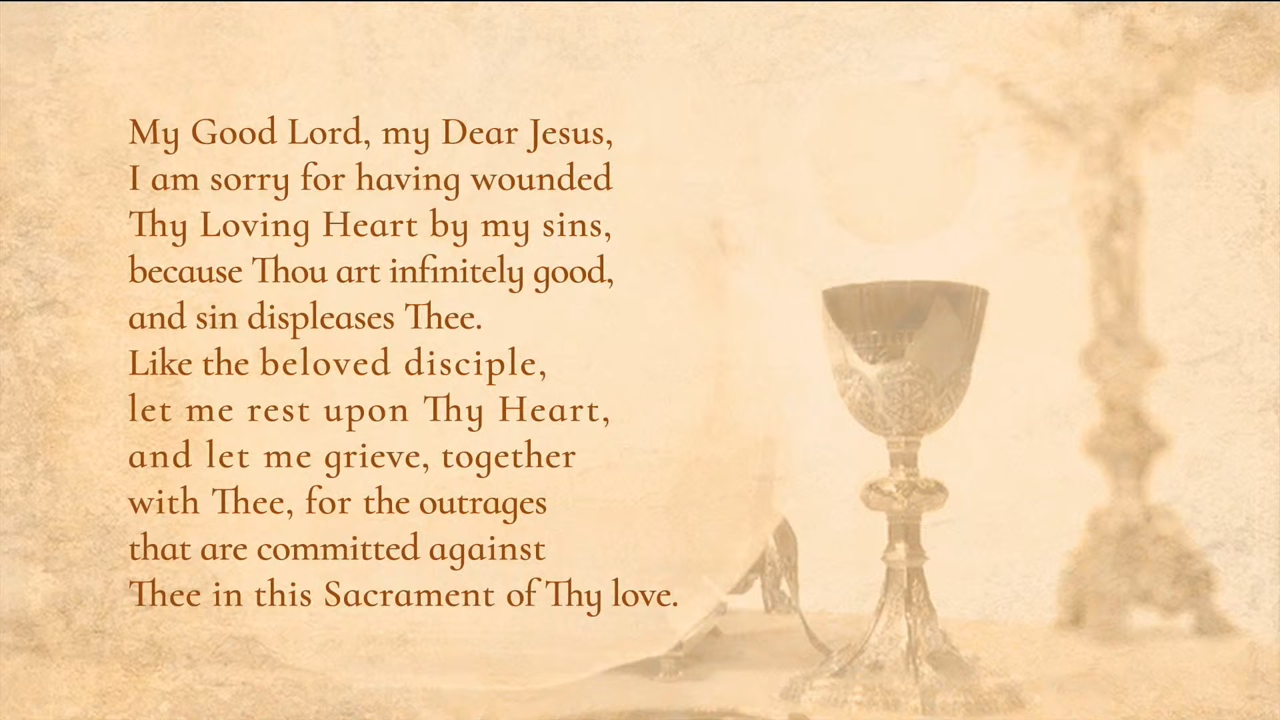 My Good Lord, my Dear Jesus,
I am sorry for having wounded
Thy Loving Heart by my sins,
because Thou art infinitely good,
and sin displeases Thee.
Like the beloved disciple,
let me rest upon Thy Heart,
and let me grieve, together
with Thee, for the outrages
that are committed against
Thee in this Sacrament of Thy love.